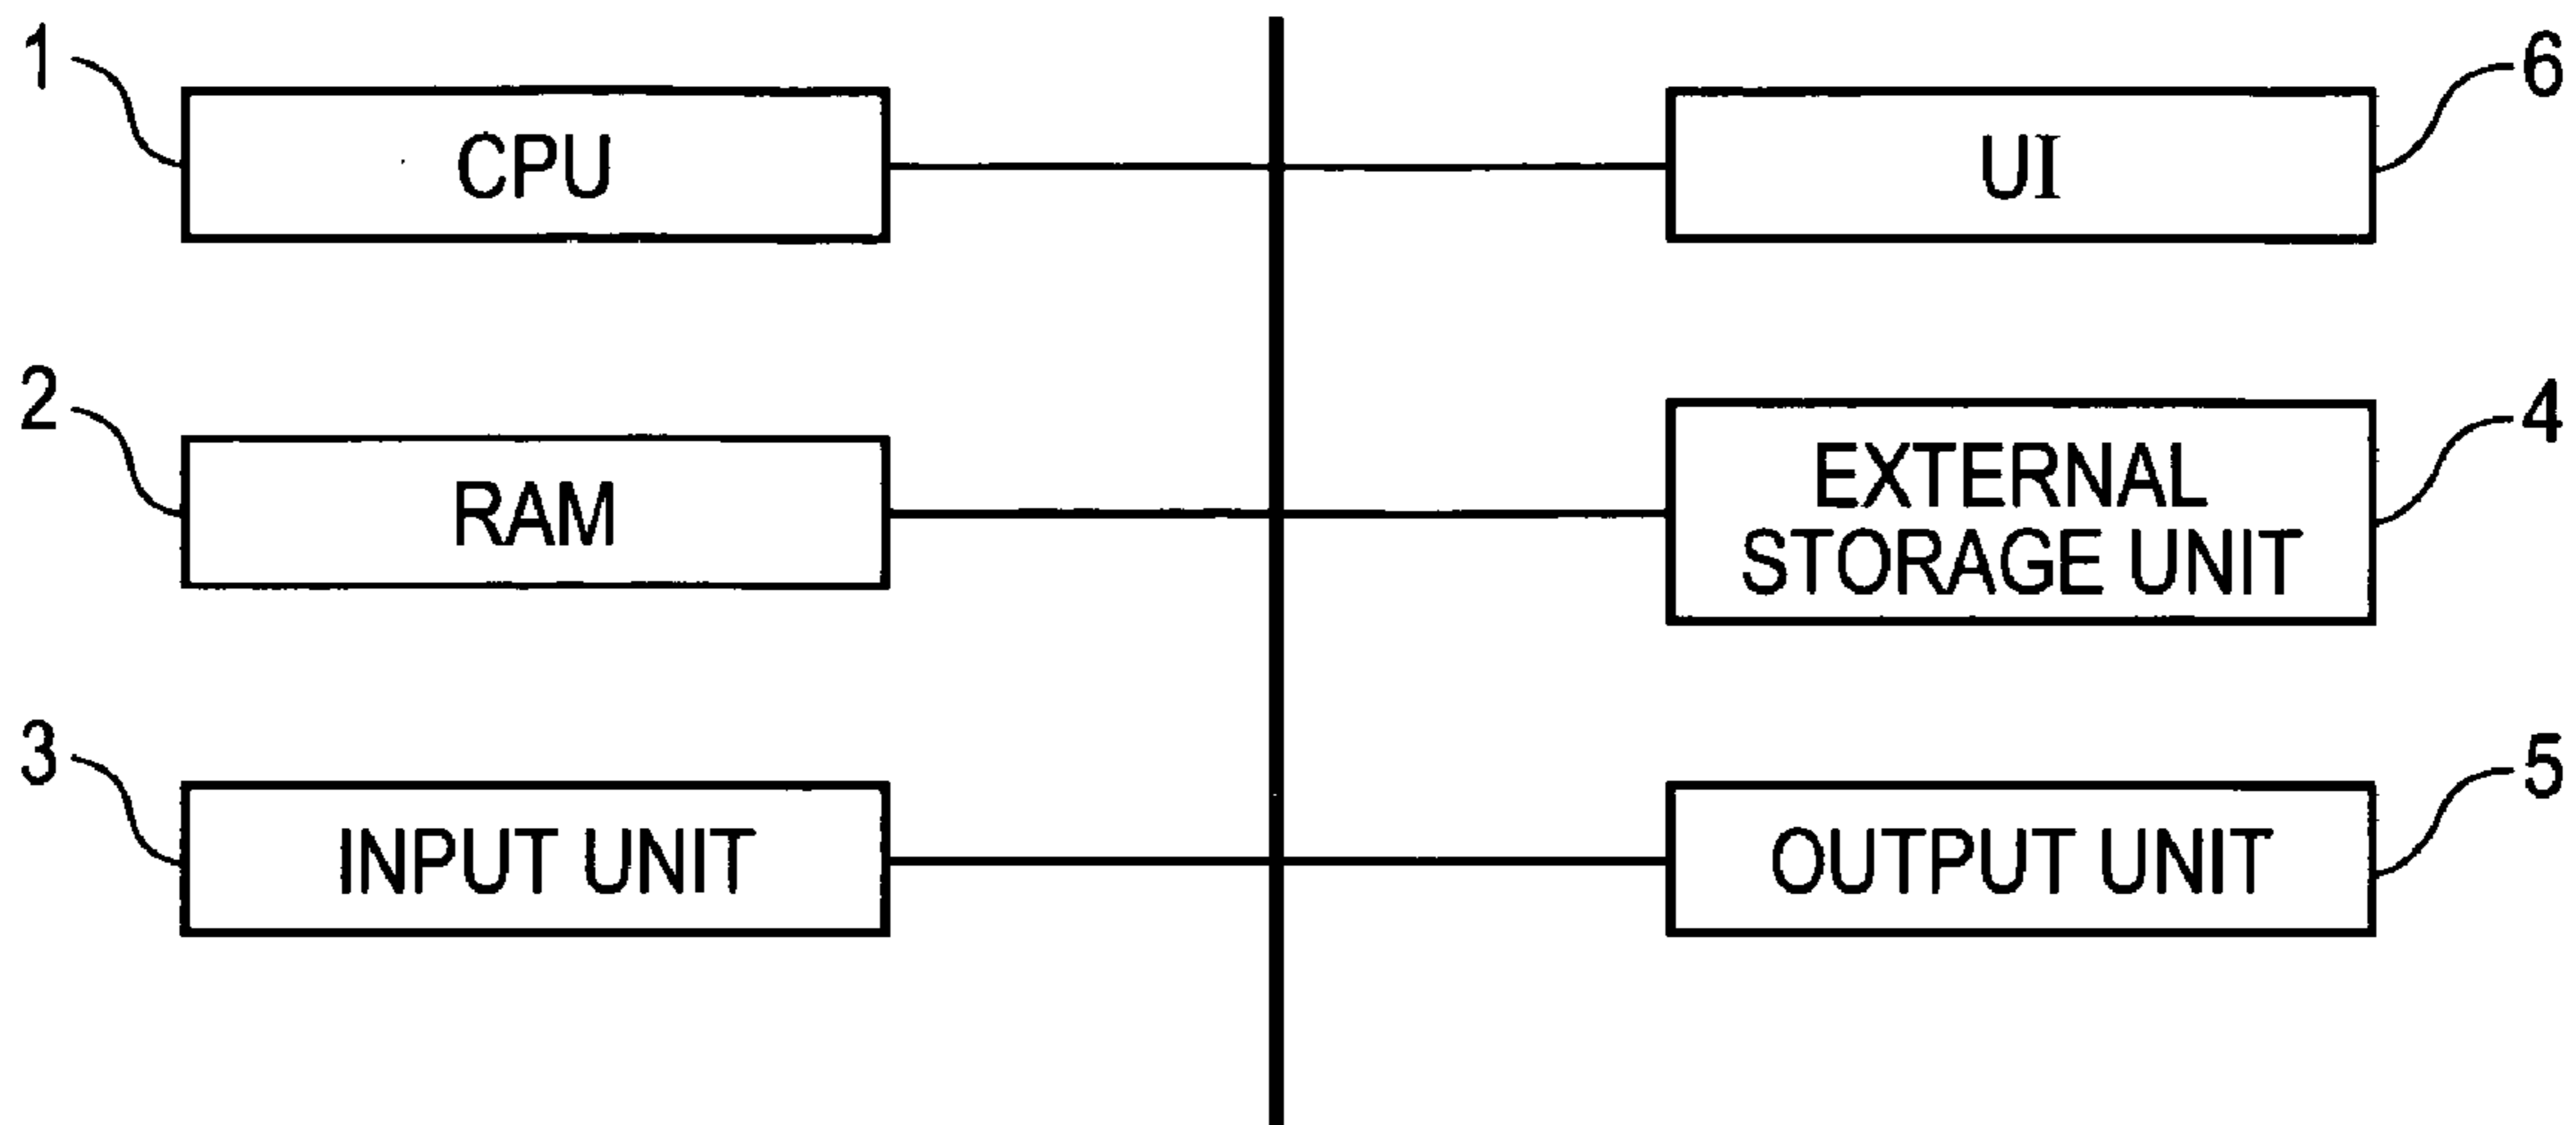 1
CPU
6
UI
2
RAM
4
EXTERNAL
STORAGE UNIT
3
INPUT UNIT
5
OUTPUT UNIT